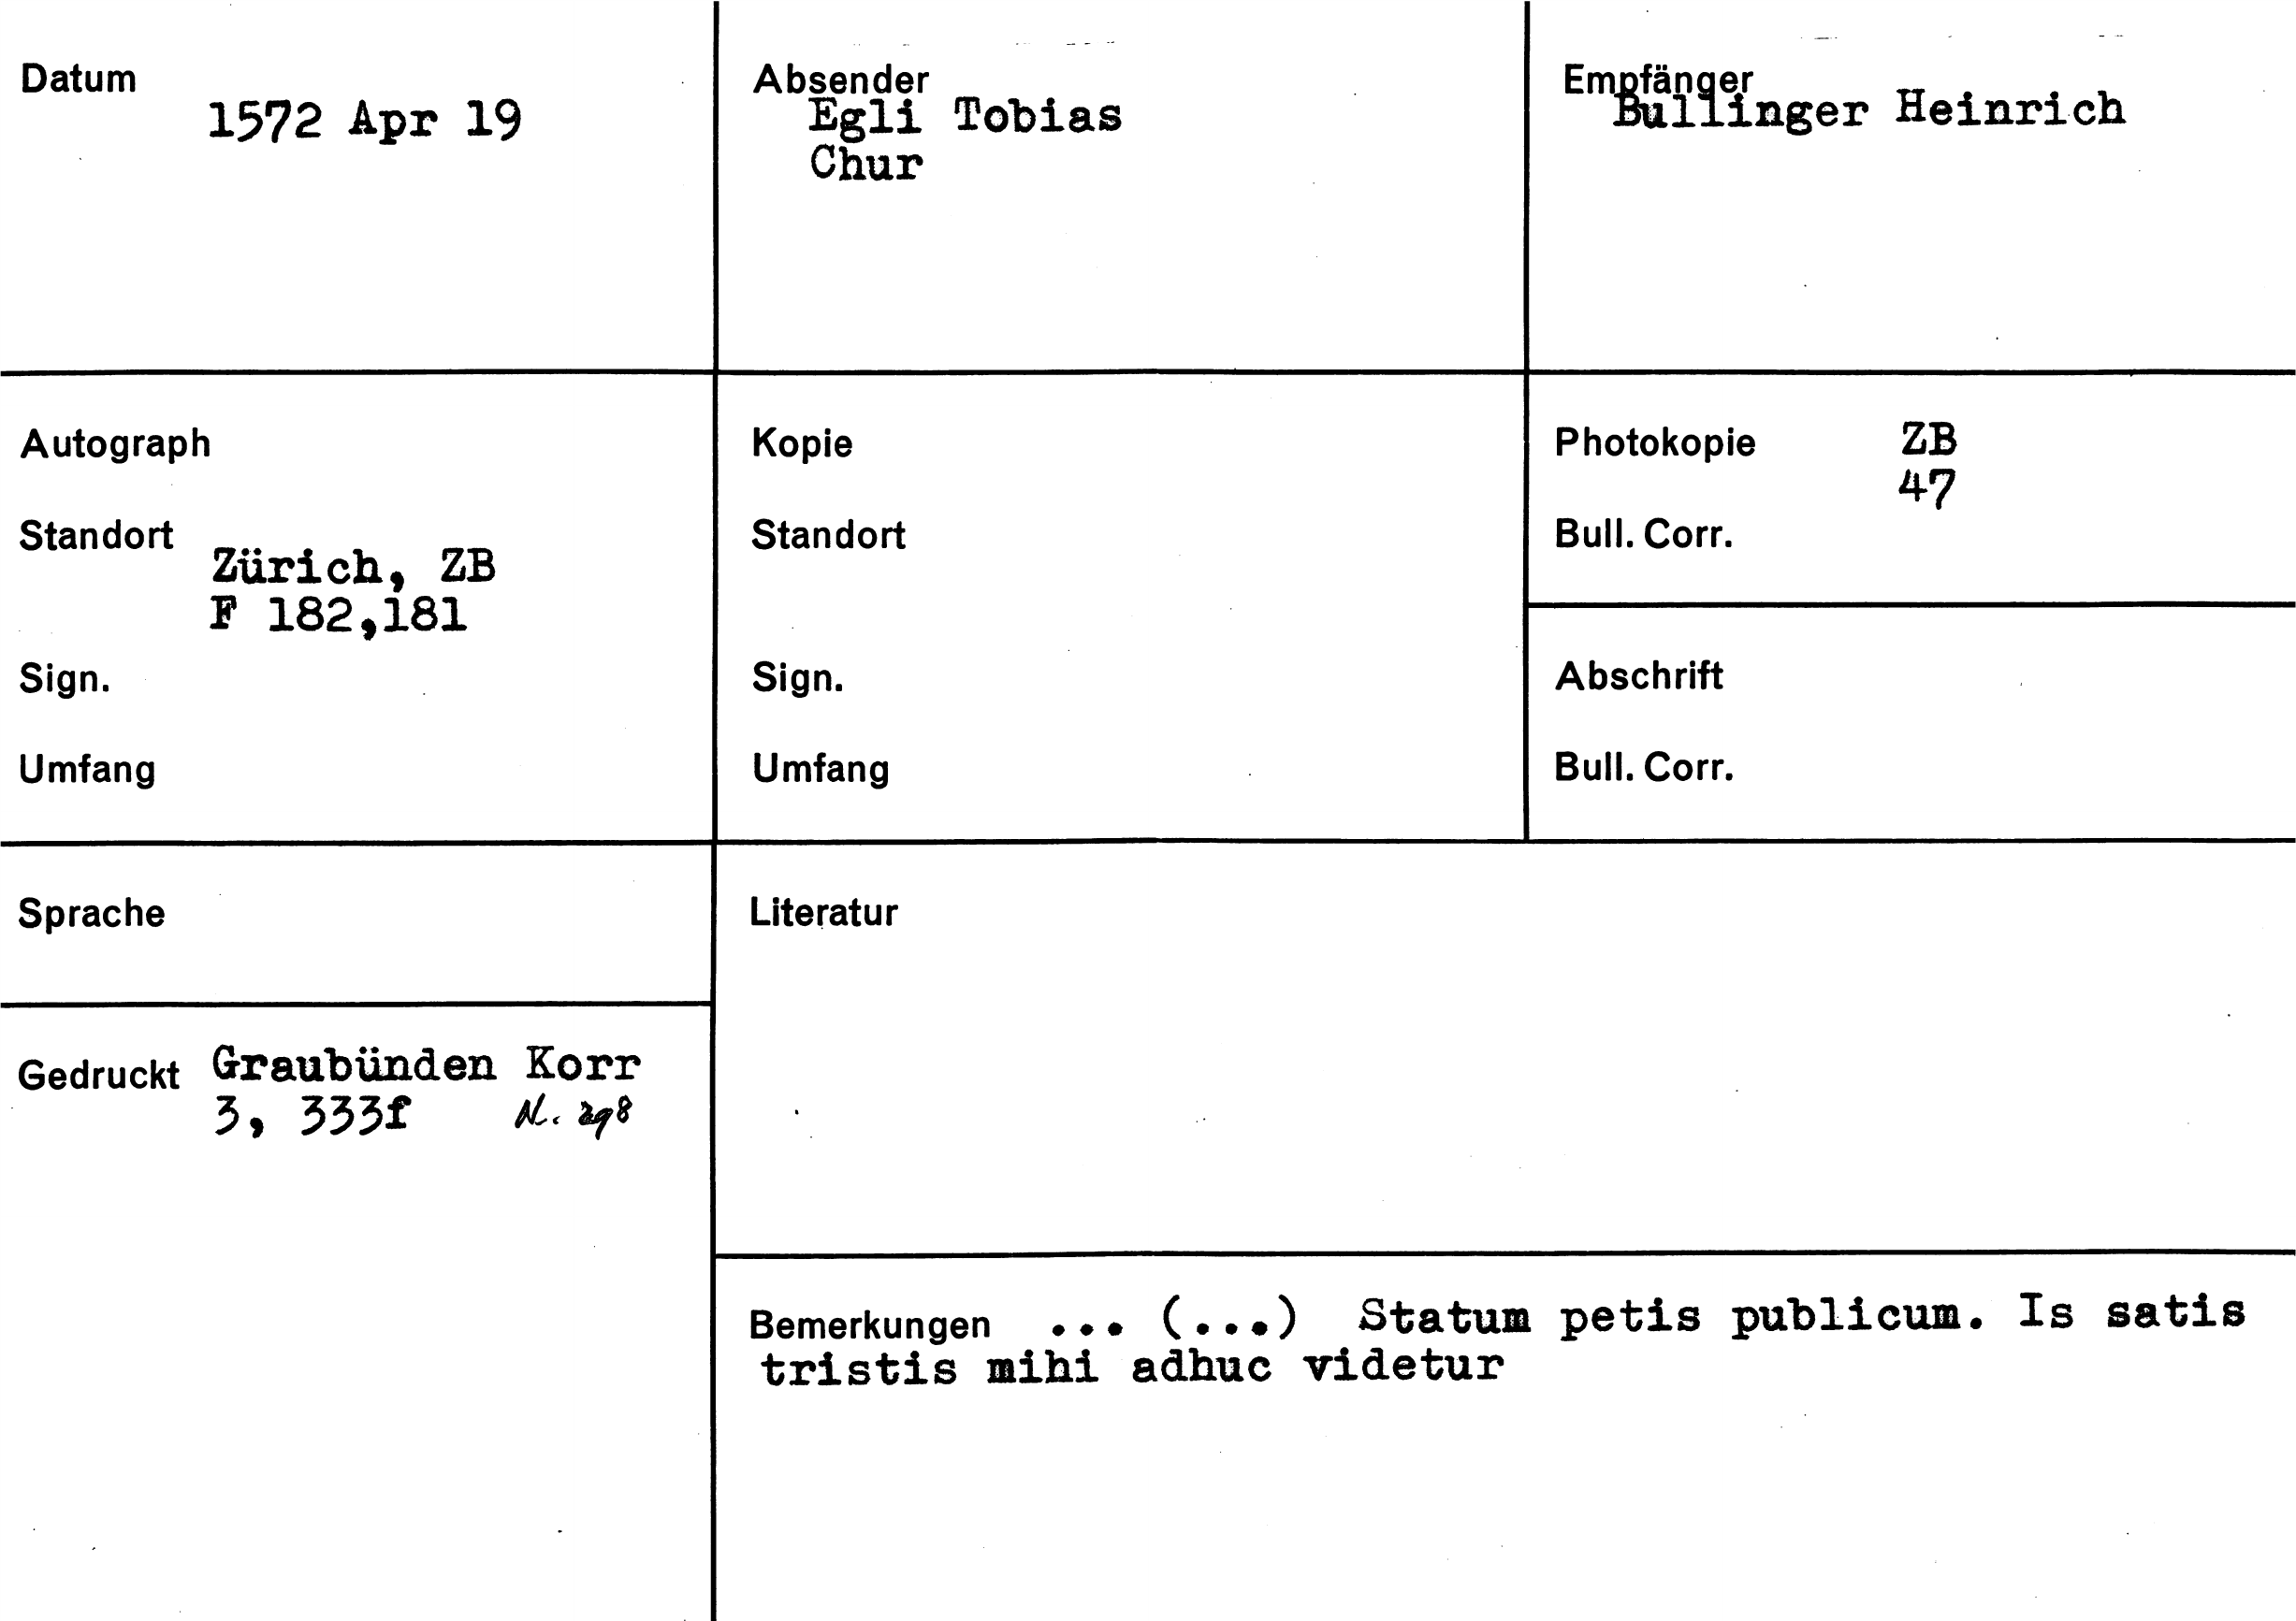 Datum
1572 Apr 19
Absender
Egli Tobias
Chur
Empfänger
Bullinger Heinrich
Autograph
Standort
Zürich, ZB
F 182,181
Sign.
Umfang
Kopie
Standort
Sign.
Umfang
Photokopie ZB
47
Bull. Corr.
Abschrift
Bull. Corr.
Sprache
Gedruckt Graubünden Korr
3, 333f N. 298
Literatur
Bemerkungen ... (...) Statum petis publicum. Is satis
tristis mihi adhuc videtur